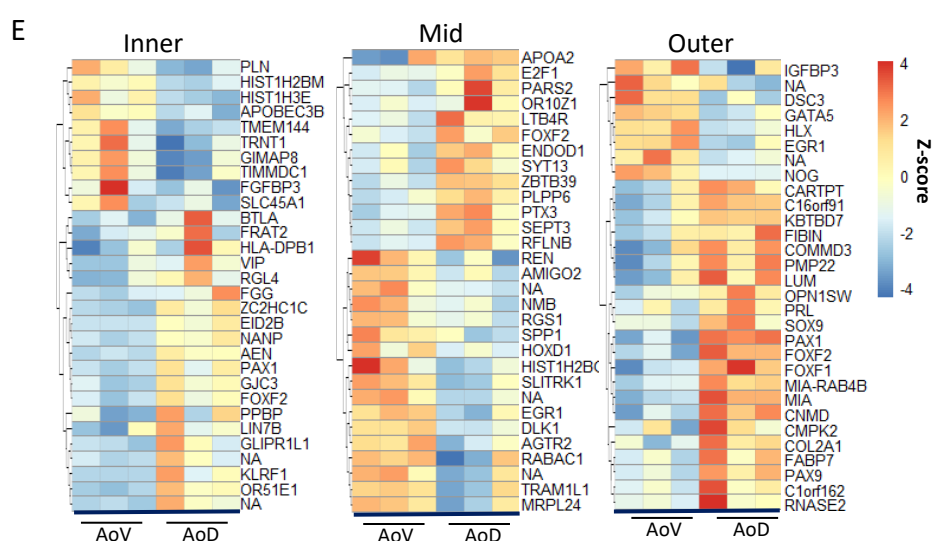 E
Inner
PLN
HIST1H2BM
HIST1H3E
APOBEC3B
TMEM144
TRNT1
GIMAP8
TIMMDC1
FGFBP3
SLC45A1
BTLA
FRAT2
HLA-DPB1
VIP
RGL4
FGG
ZC2HC1C
EID2B
NANP
AEN
PAX1
GJC3
FOXF2
PPBP
LIN7B
GLIPR1L1
NA
KLRF1
OR51E1
NA
AoV AoD
Mid
APOA2
E2F1
PARS2
OR10Z1
LTB4R
FOXF2
ENDOD1
SYT13
ZBTB39
PLPP6
PTX3
SEPT3
RFLNB
REN
AMIGO2
NA
NMB
RGS1
SPP1
HOXD1
HIST1H2B
SLITRK1
NA
EGR1
DLK1
AGTR2
RABAC1
NA
TRAM1L1
MRPL24
AoV AoD
Outer
IGFBP3
NA
DSC3
GATA5
HLX
EGR1
NA
NOG
CARTPT
C16orf91
KBTBD7
FIBIN
COMMD3
PMP22
LUM
OPN1SW
PRL
SOX9
PAX1
FOXF2
FOXF1
MIA-RAB4B
MIA
CNMD
CMPK2
COL2A1
FABP7
PAX9
C1orf162
RNASE2
AoV AoD
4
2
0
-2
-4
Z-score